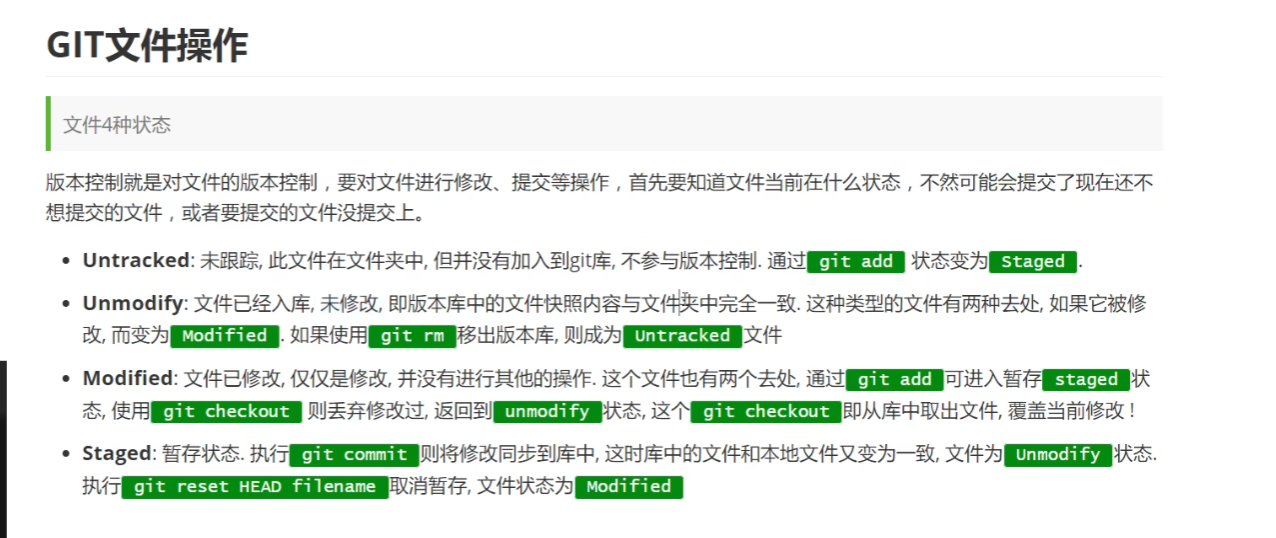 GIT文件操作
文件4种状态
版本控制就是对文件的版本控制，要对文件进行修改、提交等操作，首先要知道文件当前在什么状态，不然可能会提交了现在还不
想提交的文件，或者要提交的文件没提交上。
• Untracked: 未跟踪, 此文件在文件夹中, 但并没有加入到git库, 不参与版本控制. 通过 git add 状态变为 Staged .
• Unmodify: 文件已经入库, 未修改, 即版本库中的文件快照内容与文件夹中完全一致. 这种类型的文件有两种去处, 如果它被修
改, 而变为 Modified . 如果使用 git rm 移出版本库, 则成为 Untracked 文件
• Modified: 文件已修改, 仅仅是修改, 并没有进行其他的操作. 这个文件也有两个去处, 通过 git add 可进入暂存 staged 状
态, 使用 git checkout 则丢弃修改过, 返回到 unmodify 状态, 这个 git checkout 即从库中取出文件, 覆盖当前修改！
• Staged: 暂存状态. 执行 git commit 则将修改同步到库中, 这时库中的文件和本地文件又变为一致, 文件为 Unmodify 状态.
执行 git reset HEAD filename 取消暂存, 文件状态为 Modified